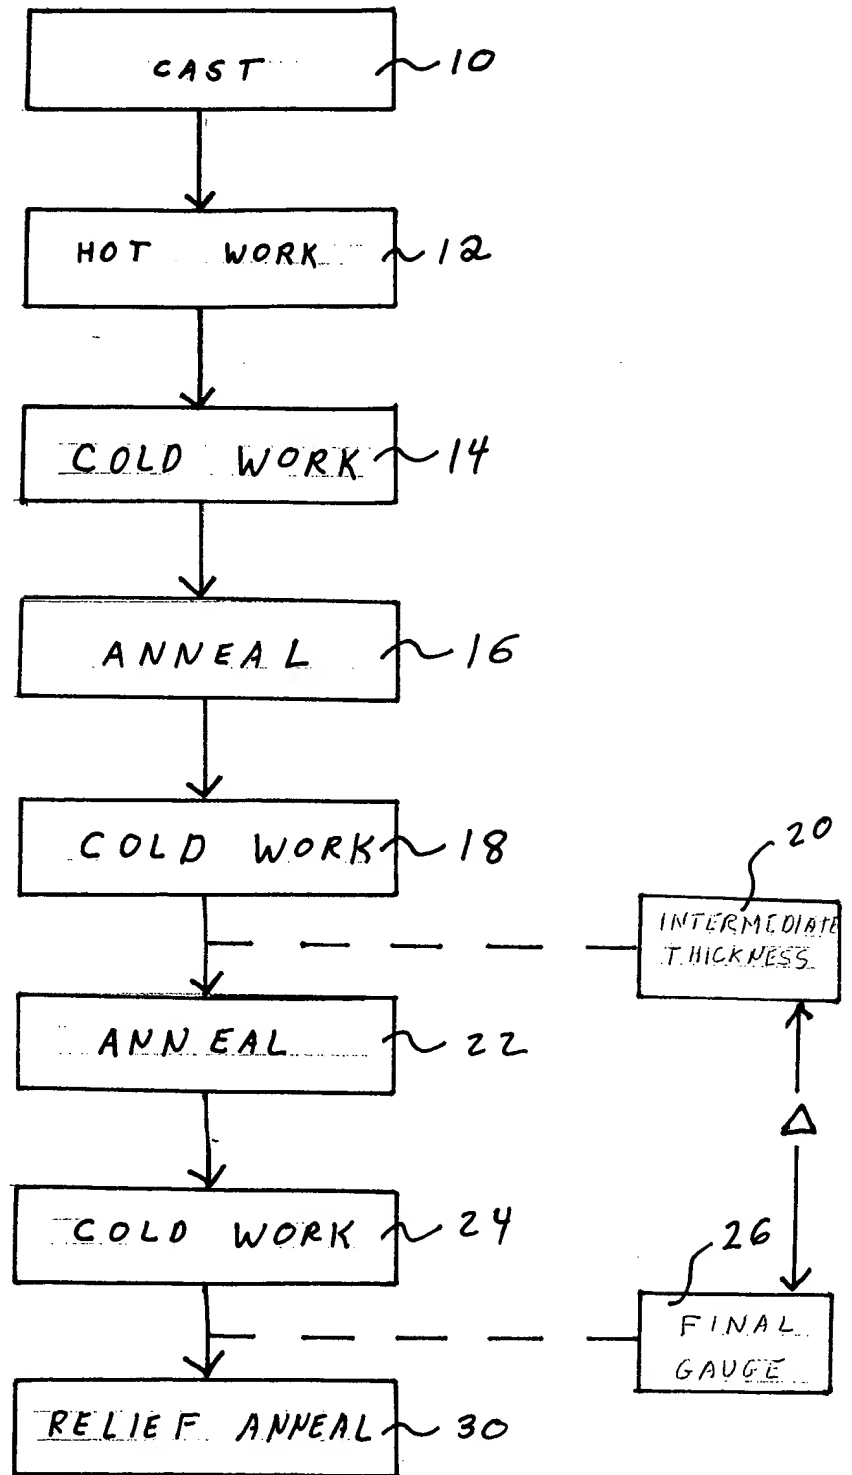 CAST 10
HOT WORK 12
COLD WORK 14
ANNEAL 16
COLD WORK 18
20
INTERMEDIATE
THICKNESS
ANNEAL 22
Δ
COLD WORK 24
26
FINAL
GAUGE
RELIEF ANNEAL 30